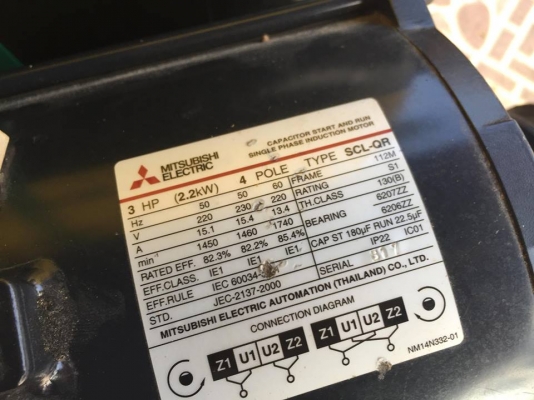 MITSUBISHI
ELECTRIC
CAPACITOR START AND RUN
SINGLE PHASE INDUCTION MOTOR
3 HP (2.2kW) 4 POLE TYPE SCL-QR
Hz 50 50 60
V 220 230 220
A 15.1 15.4 13.4
min 1450 1460 1740
RATED EFF. 82.3% 82.2% 85.4%
EFF.CLASS IE1 IE1 IE1
EFF.RULE IEC 60034
STD. JEC-2137-2000
FRAME 112M
RATING S1
TH.CLASS 130(B)
BEARING 6207ZZ
6206ZZ
CAP ST 180µF RUN 22.5µF
IP22 IC01
SERIAL
MITSUBISHI ELECTRIC AUTOMATION (THAILAND) CO., LTD.
CONNECTION DIAGRAM
Z1 U1 U2 Z2 Z1 U1 U2 Z2
NM14N332-01